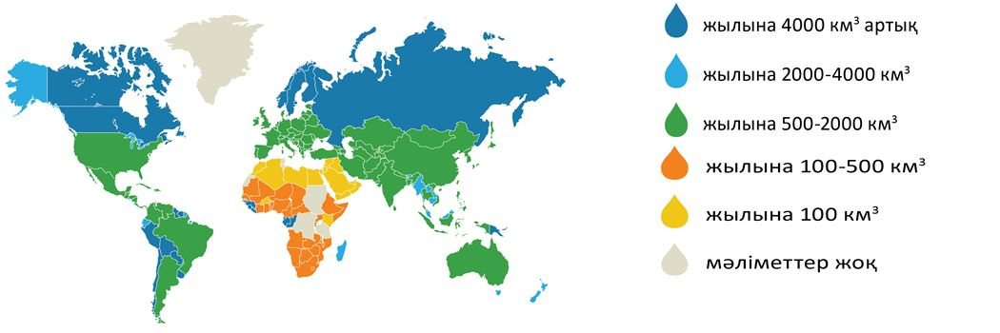 жылына 4000 км³ артық
жылына 2000-4000 км³
жылына 500-2000 км³
жылына 100-500 км³
жылына 100 км³
мәліметтер жоқ